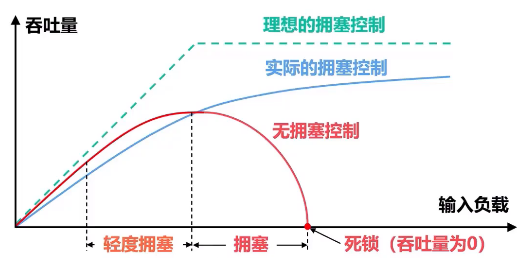 吞吐量
理想的拥塞控制
实际的拥塞控制
无拥塞控制
输入负载
轻度拥塞
拥塞
死锁（吞吐量为0）